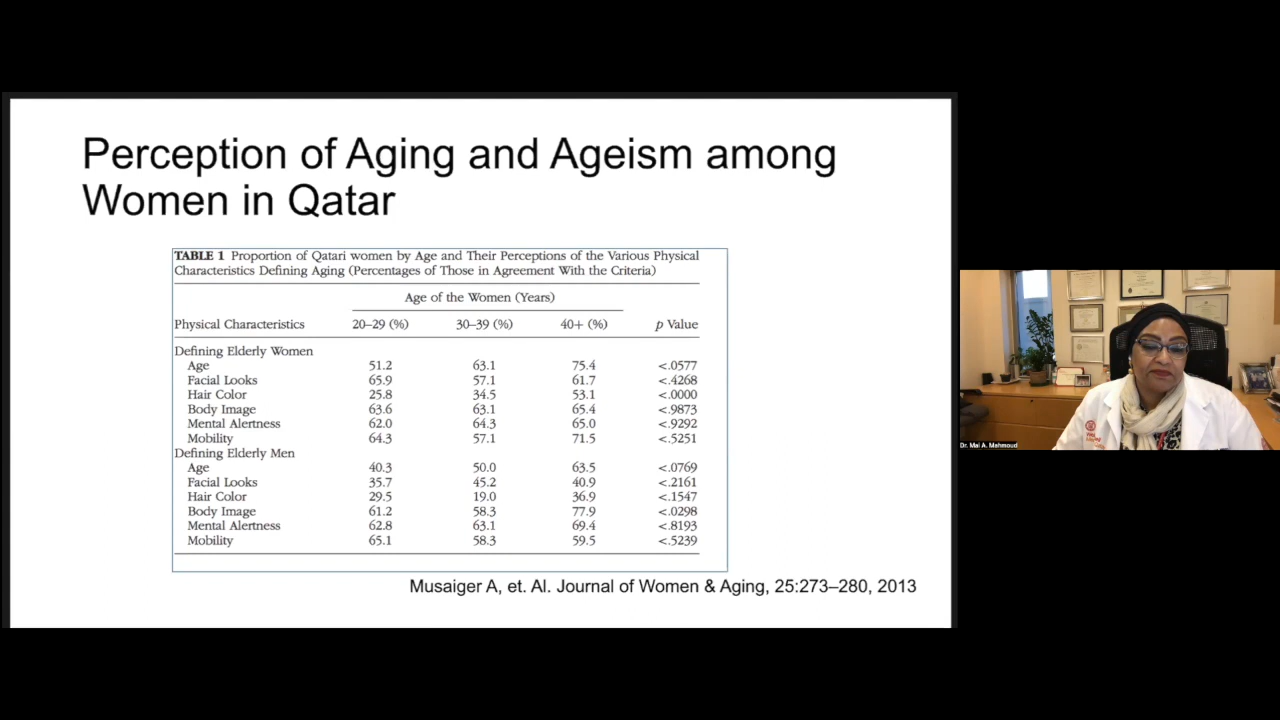 Perception of Aging and Ageism among
Women in Qatar
TABLE 1 Proportion of Qatari women by Age and Their Perceptions of the Various Physical
Characteristics Defining Aging (Percentages of Those in Agreement With the Criteria)
Age of the Women (Years)
Physical Characteristics 20–29 (%) 30–39 (%) 40+ (%) p Value
Defining Elderly Women
Age 51.2 63.1 75.4 <.0577
Facial Looks 65.9 57.1 61.7 <.4268
Hair Color 25.8 34.5 53.1 <.0000
Body Image 63.6 63.1 65.4 <.9873
Mental Alertness 62.0 64.3 65.0 <.9292
Mobility 64.3 57.1 71.5 <.5251
Defining Elderly Men
Age 40.3 50.0 63.5 <.0769
Facial Looks 35.7 45.2 40.9 <.2161
Hair Color 29.5 19.0 36.9 <.1547
Body Image 61.2 58.3 77.9 <.0298
Mental Alertness 62.8 63.1 69.4 <.8193
Mobility 65.1 58.3 59.5 <.5239
Musaiger A, et. Al. Journal of Women & Aging, 25:273–280, 2013
Dr. Mai A. Mahmoud